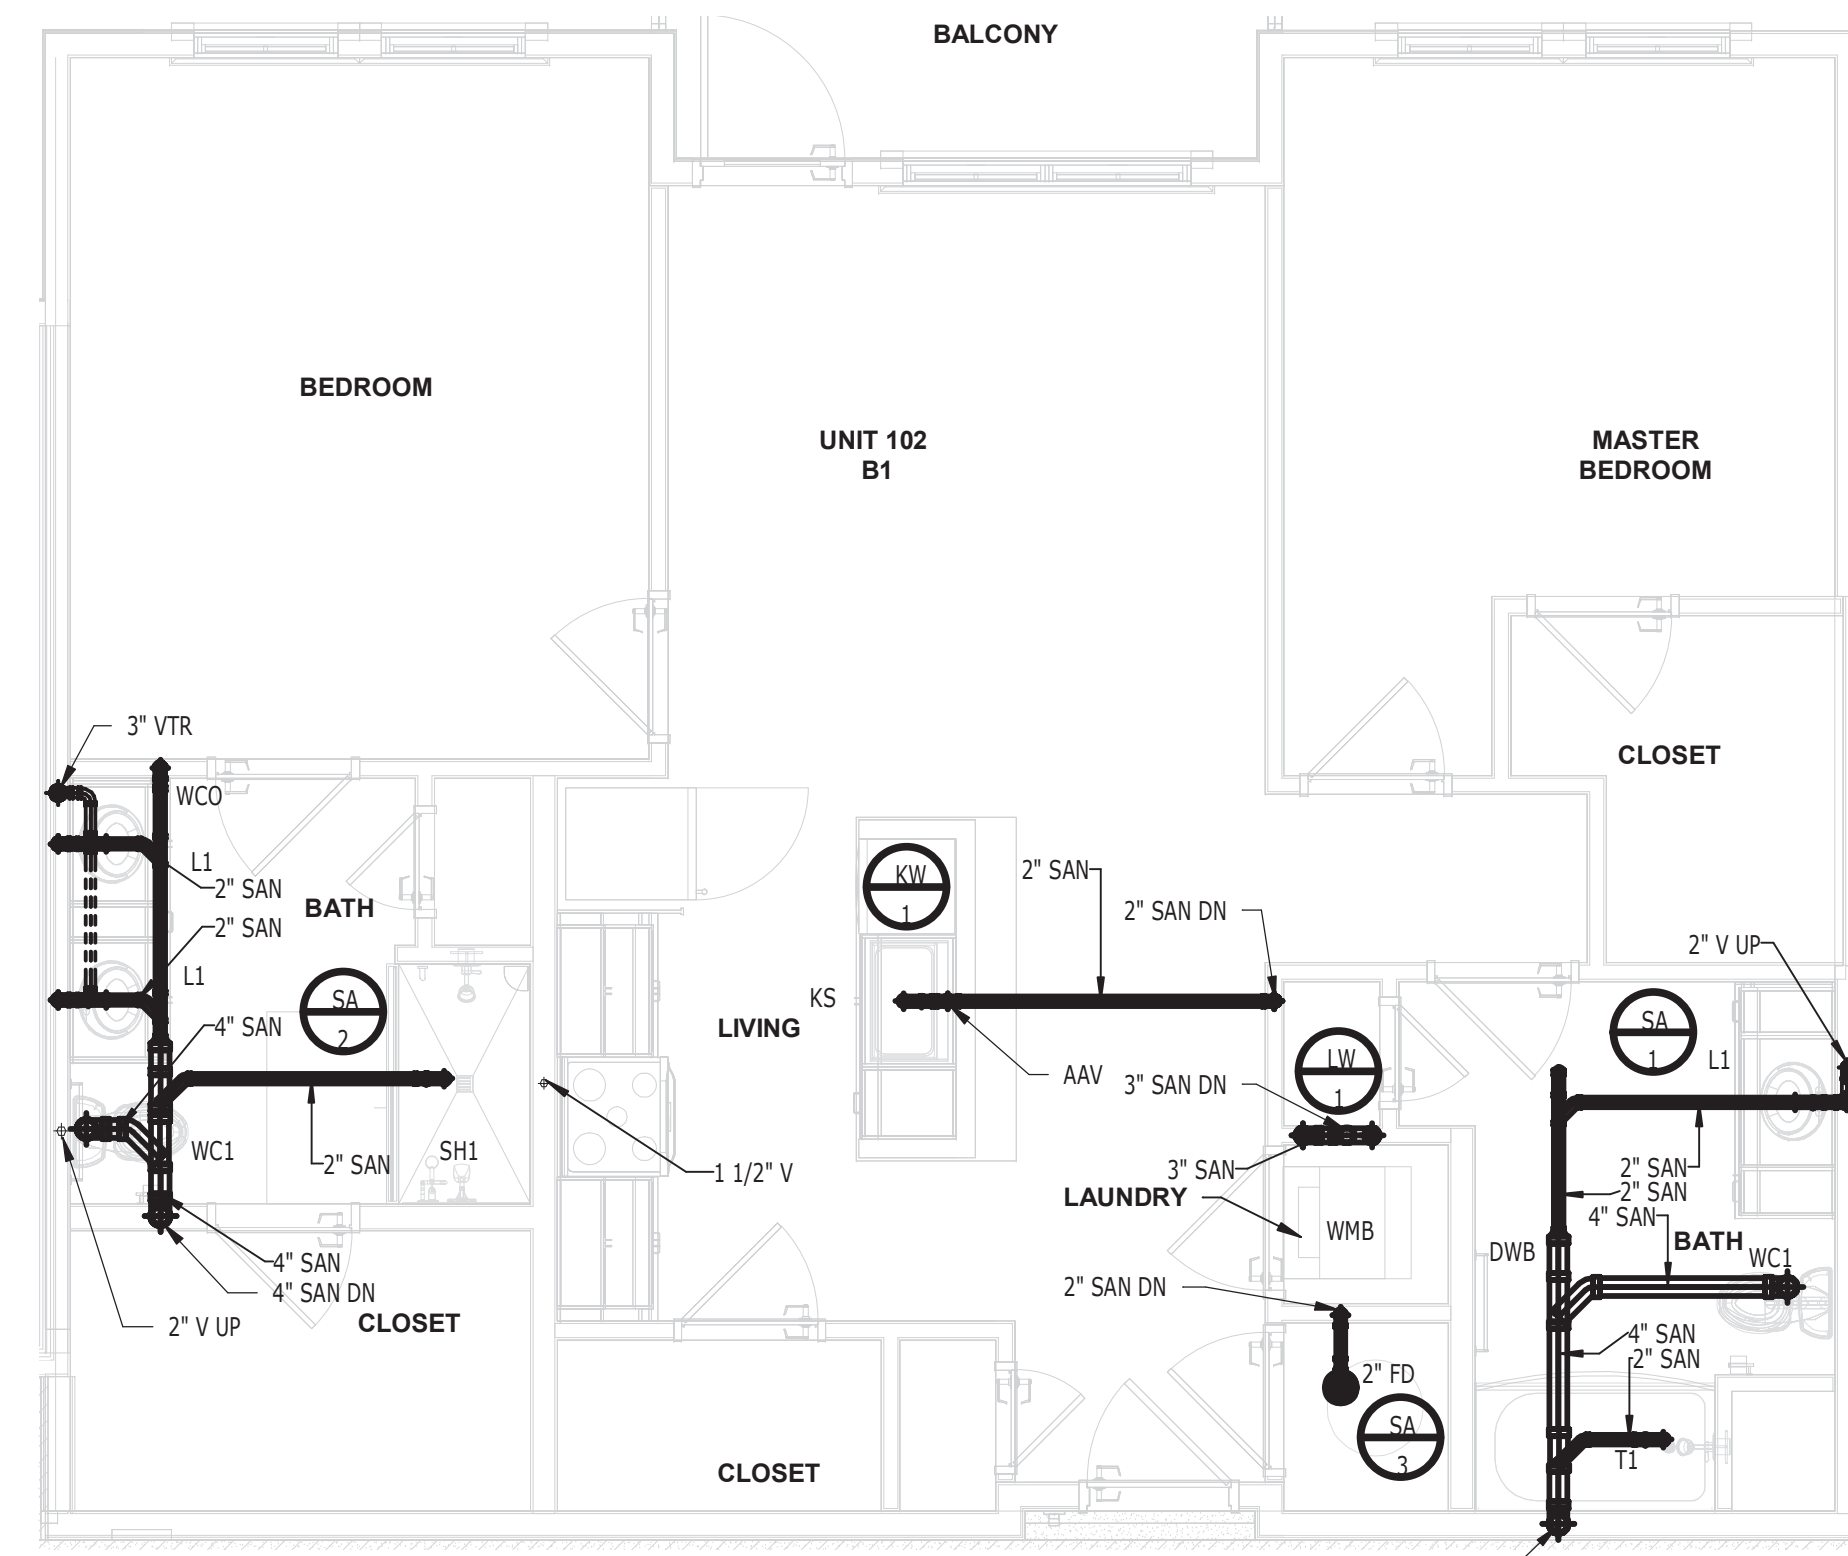 BALCONY
BEDROOM
UNIT 102
B1
MASTER
BEDROOM
3" VTR
CLOSET
WCO
L1
2" SAN
BATH
2" SAN
L1
4" SAN
SA
2
WC1
2" SAN
SH1
1 1/2" V
4" SAN
4" SAN DN
2" V UP
CLOSET
KW
1
2" SAN
2" SAN DN
KS
LIVING
AAV
3" SAN DN
LW
1
3" SAN
LAUNDRY
WMB
2" SAN DN
2" FD
SA
3
CLOSET
2" V UP
SA
1
L1
2" SAN
2" SAN
4" SAN
BATH
DWB
WC1
4" SAN
2" SAN
T1